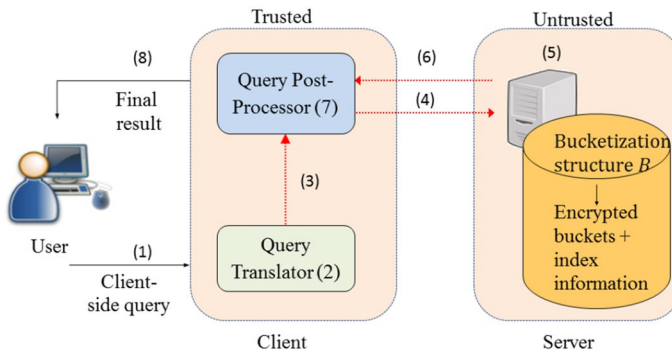 Trusted
Untrusted
(8)
Final
result
Query Post-
Processor (7)
(6)
(4)
(5)
Bucketization
structure B
Encrypted
buckets +
index
information
(3)
User
(1)
Client-
side query
Query
Translator (2)
Client
Server